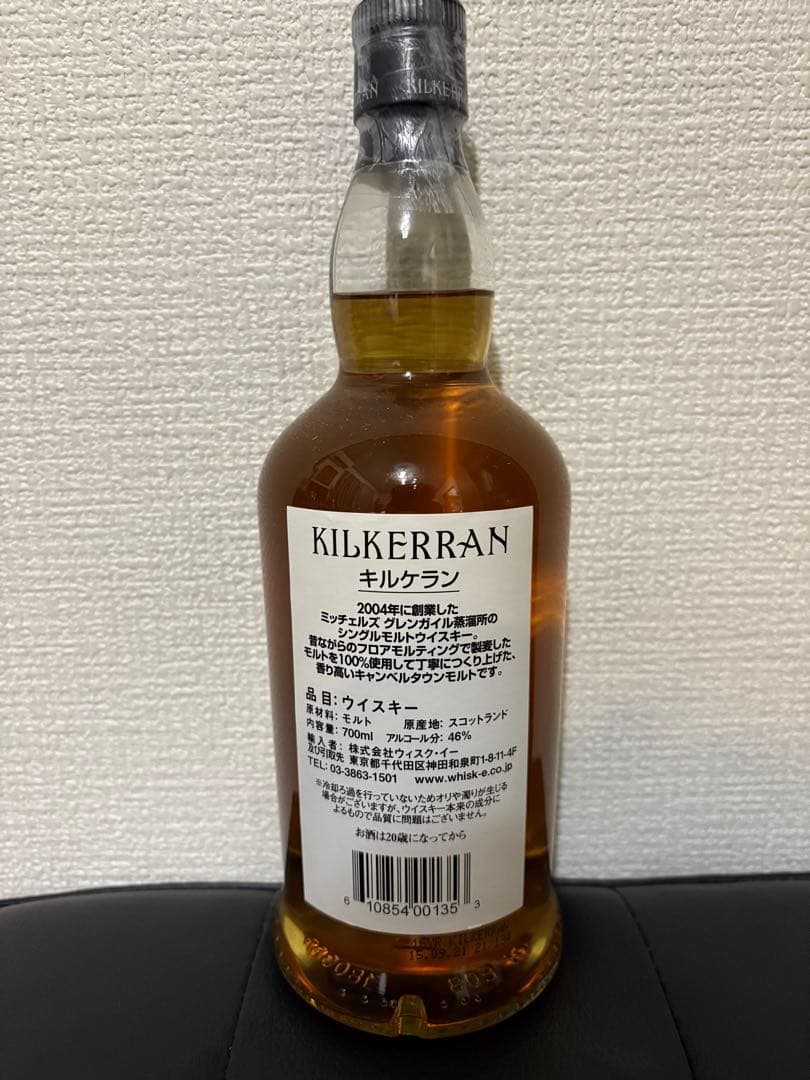 KILKERRAN
KILKERRAN
キルケラン
2004年に創業した
ミッチェルズ グレンガイル蒸溜所の
シングルモルトウイスキー。
昔ながらのフロアモルティングで製麦した
モルトを100%使用して丁寧につくり上げた、
香り高いキャンベルタウンモルトです。
品目：ウイスキー
原材料：モルト 原産地：スコットランド
内容量：700ml アルコール分：46%
輸入者：株式会社ウィスク・イー
及び引取先 東京都千代田区神田和泉町1-8-11-4F
TEL: 03-3863-1501 www.whisk-e.co.jp
※冷却ろ過を行っていないためオリや濁りが生じる
場合がございますが、ウイスキー本来の成分に
よるもので品質に問題はございません。
お酒は20歳になってから
6 10854 00135 3
KILKERRAN
15.09.21